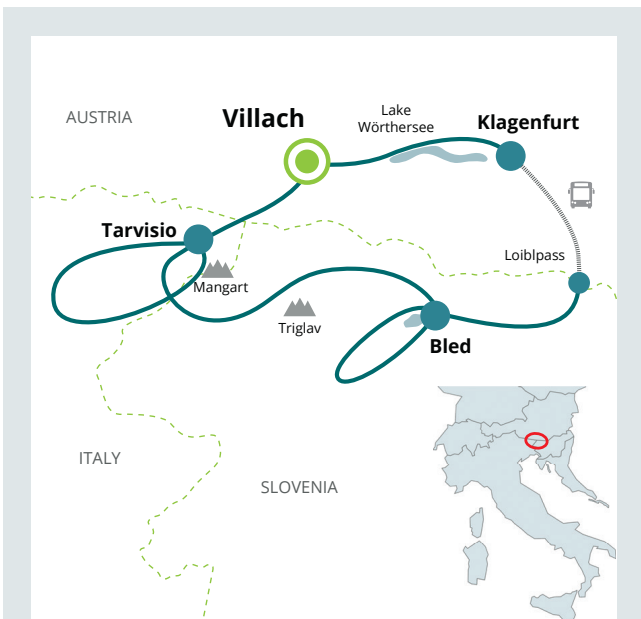 AUSTRIA
Villach
Lake
Wörthersee
Klagenfurt
Tarvisio
Loiblpass
Mangart
Triglav
Bled
ITALY
SLOVENIA